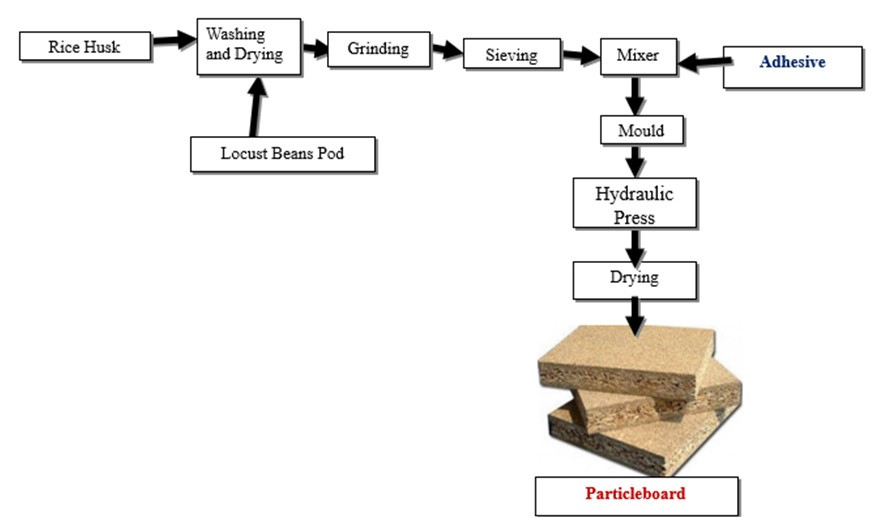 Rice Husk
Washing
and Drying
Grinding
Sieving
Mixer
Adhesive
Locust Beans Pod
Mould
Hydraulic
Press
Drying
Particleboard